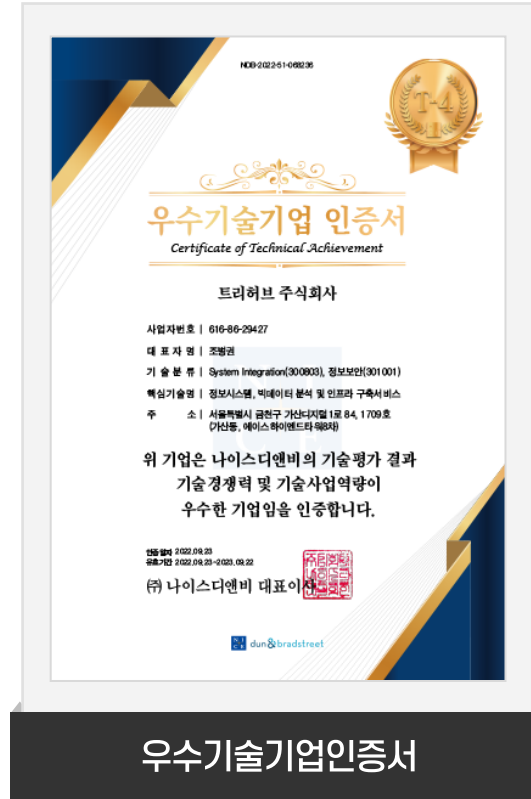 NDB-2022-51-068236
T-4
1
우수기술기업 인증서
Certificate of Technical Achievement
트리허브 주식회사
사업자번호 | 616-86-29427
대 표 자 명 | 조병권
기 술 분 류 | System Integration(300803), 정보보안(301001)
핵심기술명 | 정보시스템, 빅데이터 분석 및 인프라 구축서비스
주 소 | 서울특별시 금천구 가산디지털1로 84, 1709호
(가산동, 에이스하이엔드타워8차)
위 기업은 나이스디앤비의 기술평가 결과
기술경쟁력 및 기술사업역량이
우수한 기업임을 인증합니다.
인증일자 2022.09.23
유효기간 2022.09.23~2023.09.22
㈜ 나이스디앤비 대표이사
NICE dun & bradstreet
우수기술기업인증서